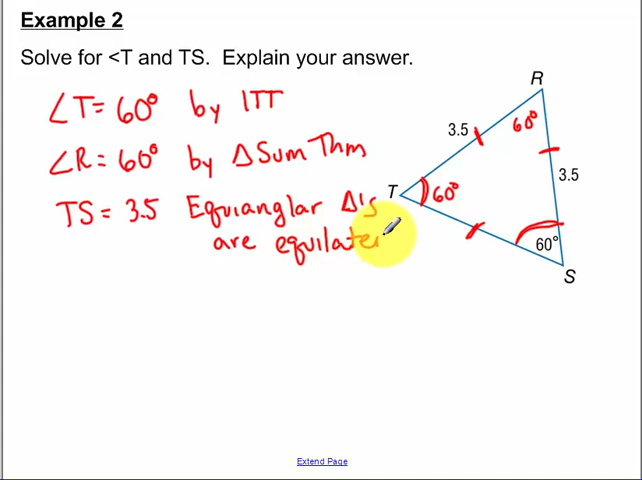 Example 2
Solve for <T and TS. Explain your answer.
∠T= 60° by ITT
∠R= 60° by Δ Sum Thm
TS = 3.5 Equianglar Δ's
are equilater
R
60°
3.5
3.5
T
60°
60°
S
Extend Page